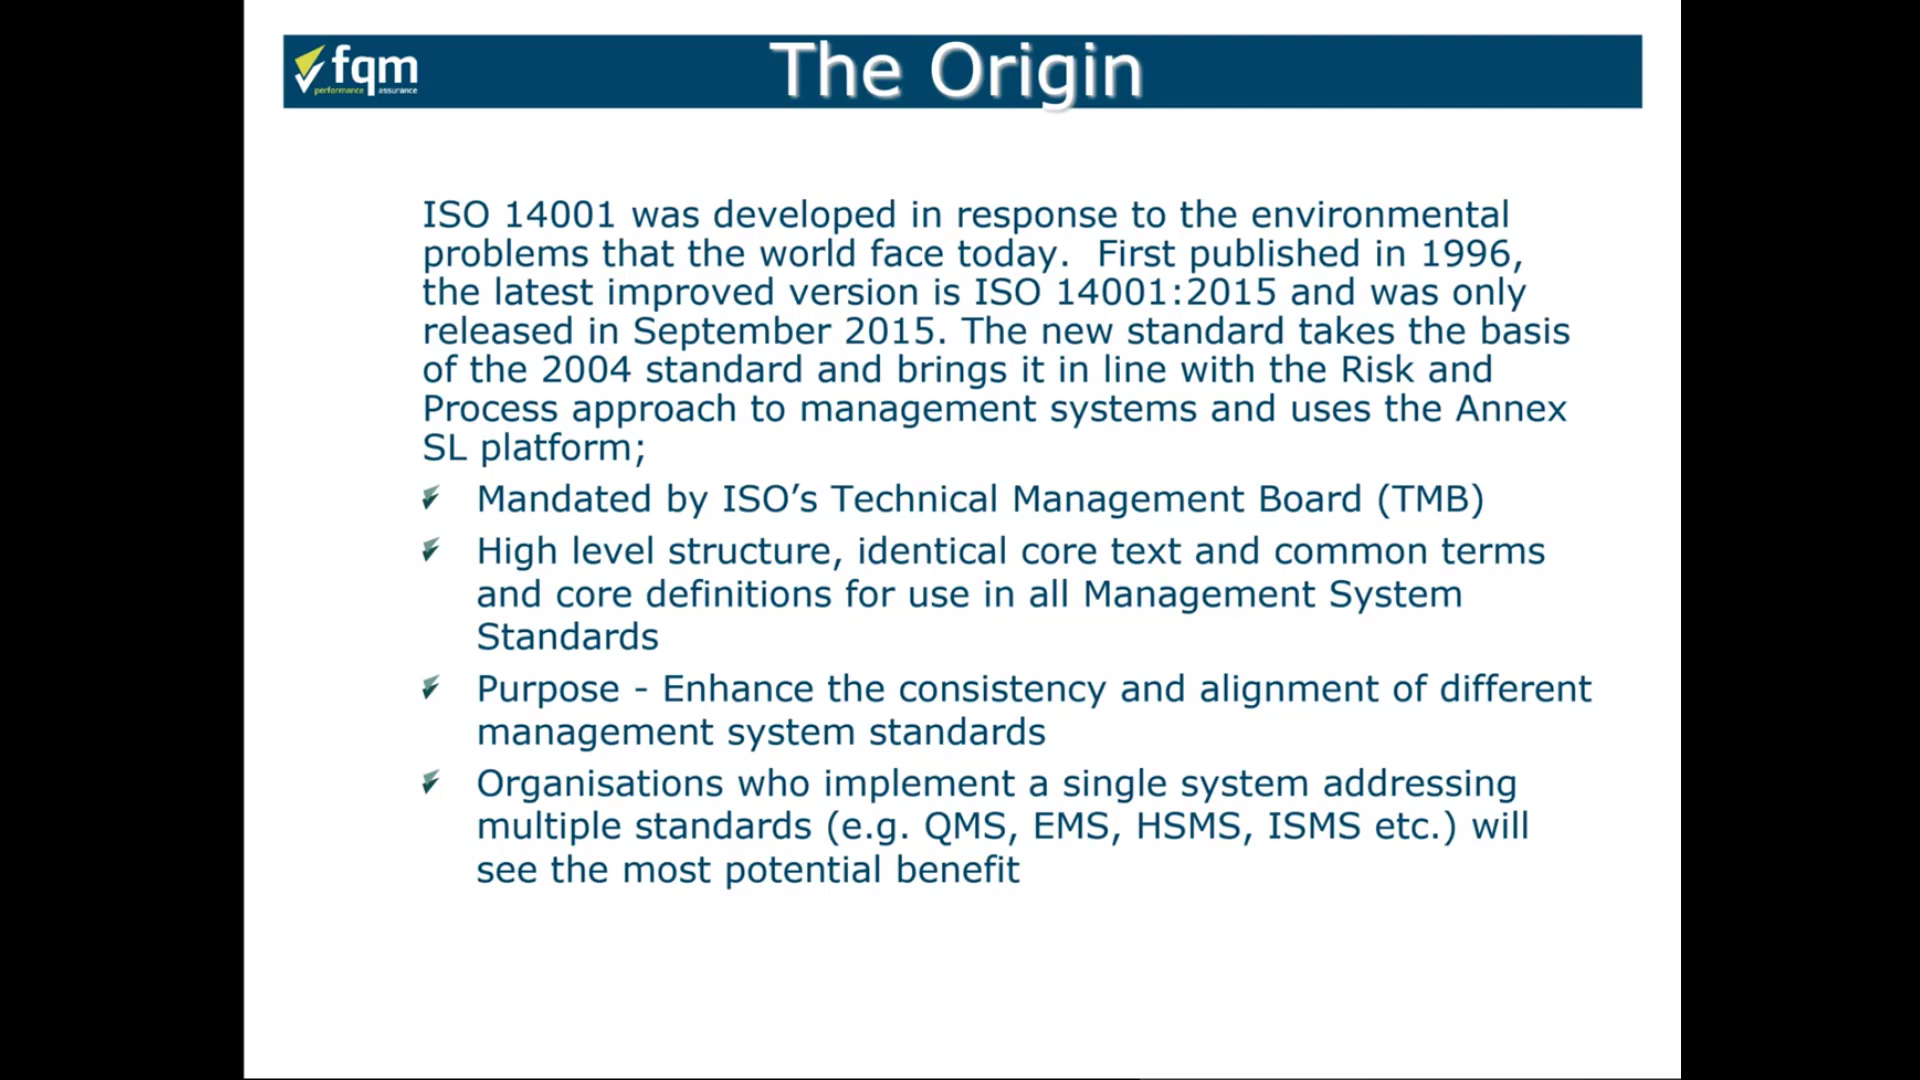 fqm
performance assurance
The Origin
ISO 14001 was developed in response to the environmental
problems that the world face today.  First published in 1996,
the latest improved version is ISO 14001:2015 and was only
released in September 2015. The new standard takes the basis
of the 2004 standard and brings it in line with the Risk and
Process approach to management systems and uses the Annex
SL platform;
Mandated by ISO’s Technical Management Board (TMB)
High level structure, identical core text and common terms
and core definitions for use in all Management System
Standards
Purpose - Enhance the consistency and alignment of different
management system standards
Organisations who implement a single system addressing
multiple standards (e.g. QMS, EMS, HSMS, ISMS etc.) will
see the most potential benefit